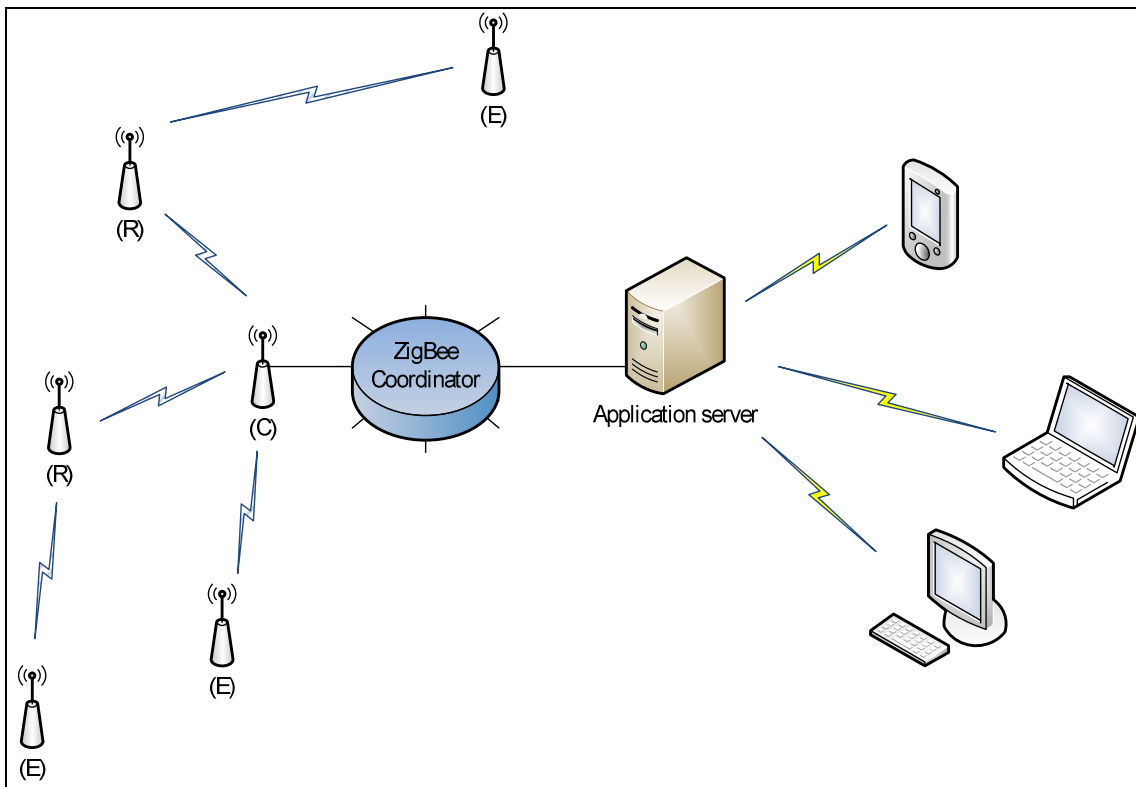 (E)
(R)
ZigBee
Coordinator
Application server
(C)
(R)
(E)
(E)